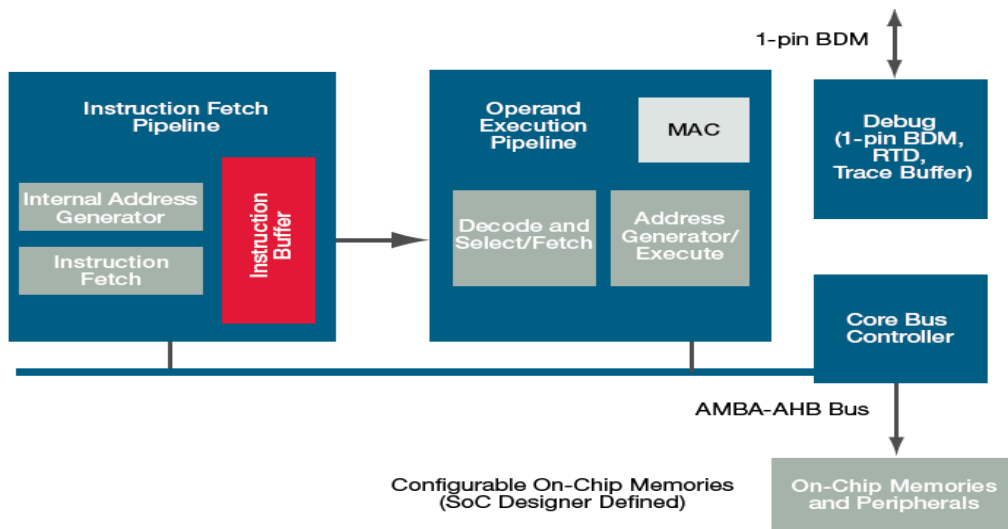 1-pin BDM
Instruction Fetch
Pipeline
Internal Address
Generator
Instruction
Fetch
Instruction
Buffer
Operand
Execution
Pipeline
MAC
Decode and
Select/Fetch
Address
Generator/
Execute
Debug
(1-pin BDM,
RTD,
Trace Buffer)
Core Bus
Controller
AMBA-AHB Bus
Configurable On-Chip Memories
(SoC Designer Defined)
On-Chip Memories
and Peripherals